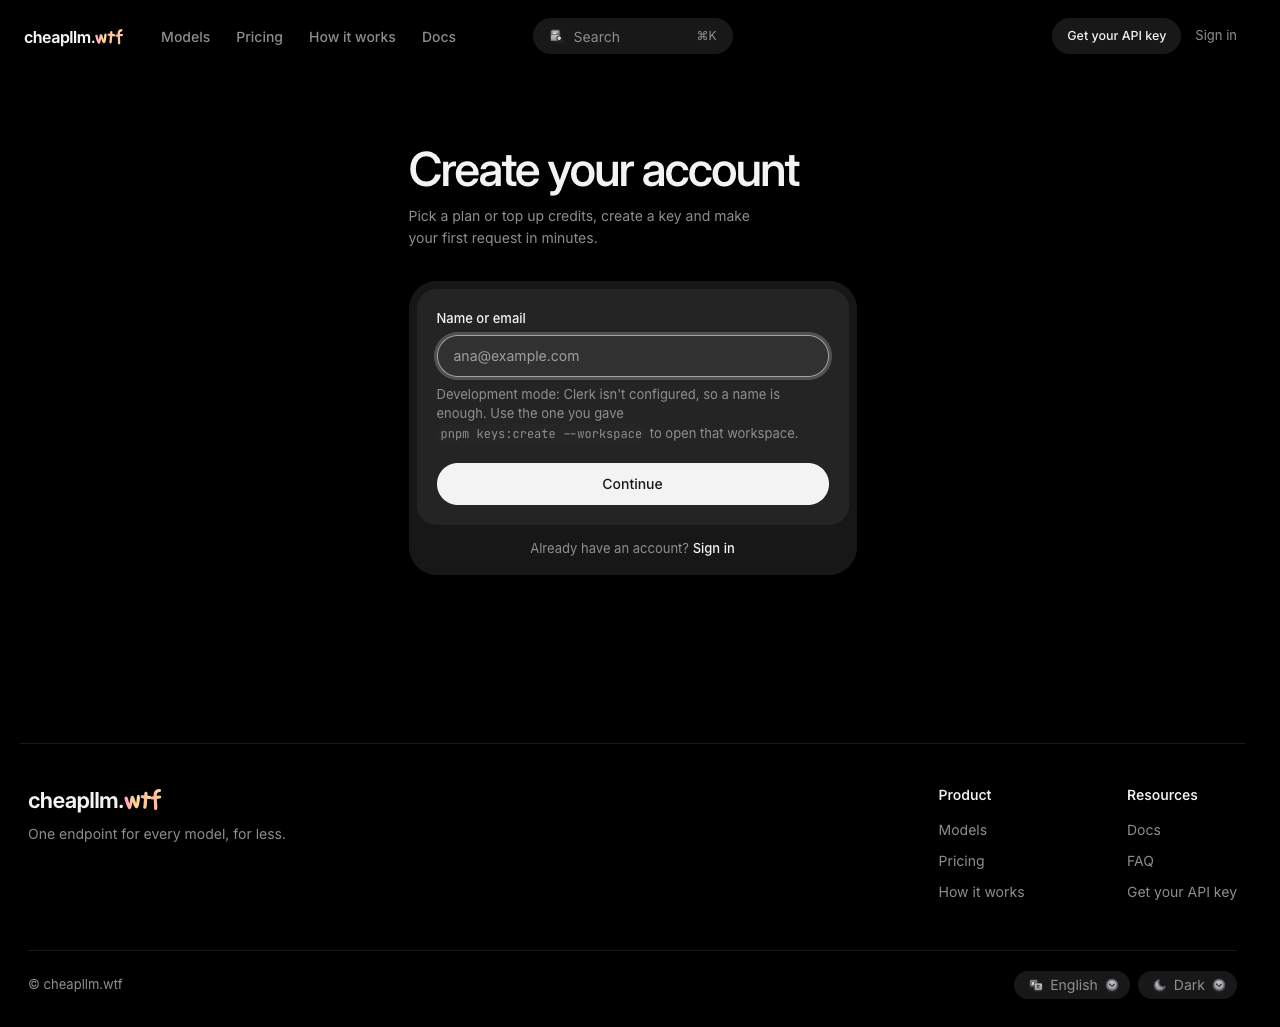 cheapllm.wtf
Models
Pricing
How it works
Docs
Search
⌘K
Get your API key
Sign in
Create your account
Pick a plan or top up credits, create a key and make
your first request in minutes.
Name or email
ana@example.com
Development mode: Clerk isn't configured, so a name is
enough. Use the one you gave
pnpm keys:create --workspace to open that workspace.
Continue
Already have an account? Sign in
cheapllm.wtf
One endpoint for every model, for less.
Product
Models
Pricing
How it works
Resources
Docs
FAQ
Get your API key
© cheapllm.wtf
English
Dark